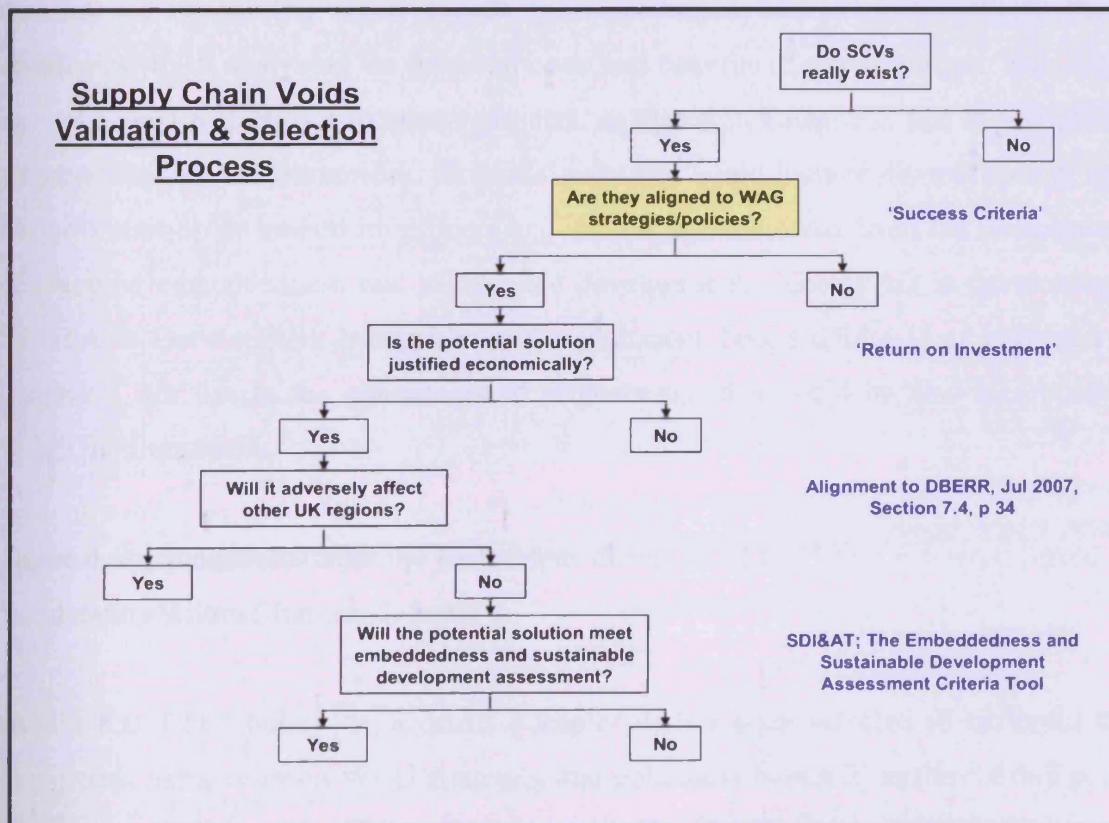 Supply Chain Voids
Validation & Selection
Process
Do SCVs
really exist?
Yes
No
Are they aligned to WAG
strategies/policies?
'Success Criteria'
Yes
No
Is the potential solution
justified economically?
'Return on Investment'
Yes
No
Will it adversely affect
other UK regions?
Alignment to DBERR, Jul 2007,
Section 7.4, p 34
Yes
No
Will the potential solution meet
embeddedness and sustainable
development assessment?
SDI&AT; The Embeddedness and
Sustainable Development
Assessment Criteria Tool
Yes
No